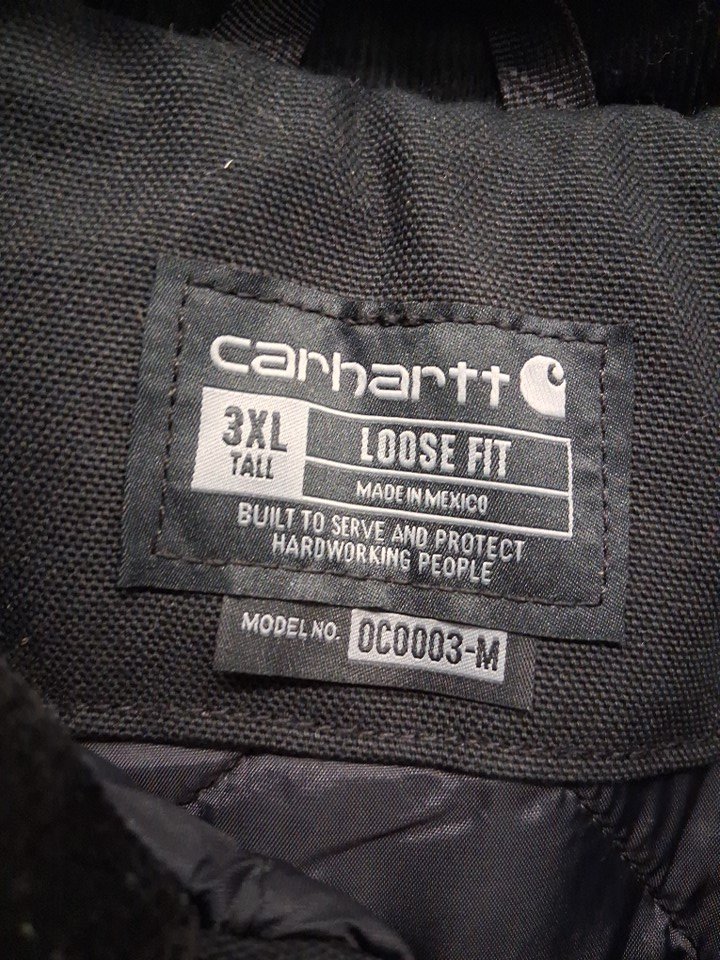 carhartt
3XL
TALL
LOOSE FIT
MADE IN MEXICO
BUILT TO SERVE AND PROTECT
HARDWORKING PEOPLE
MODEL NO. OC0003-M